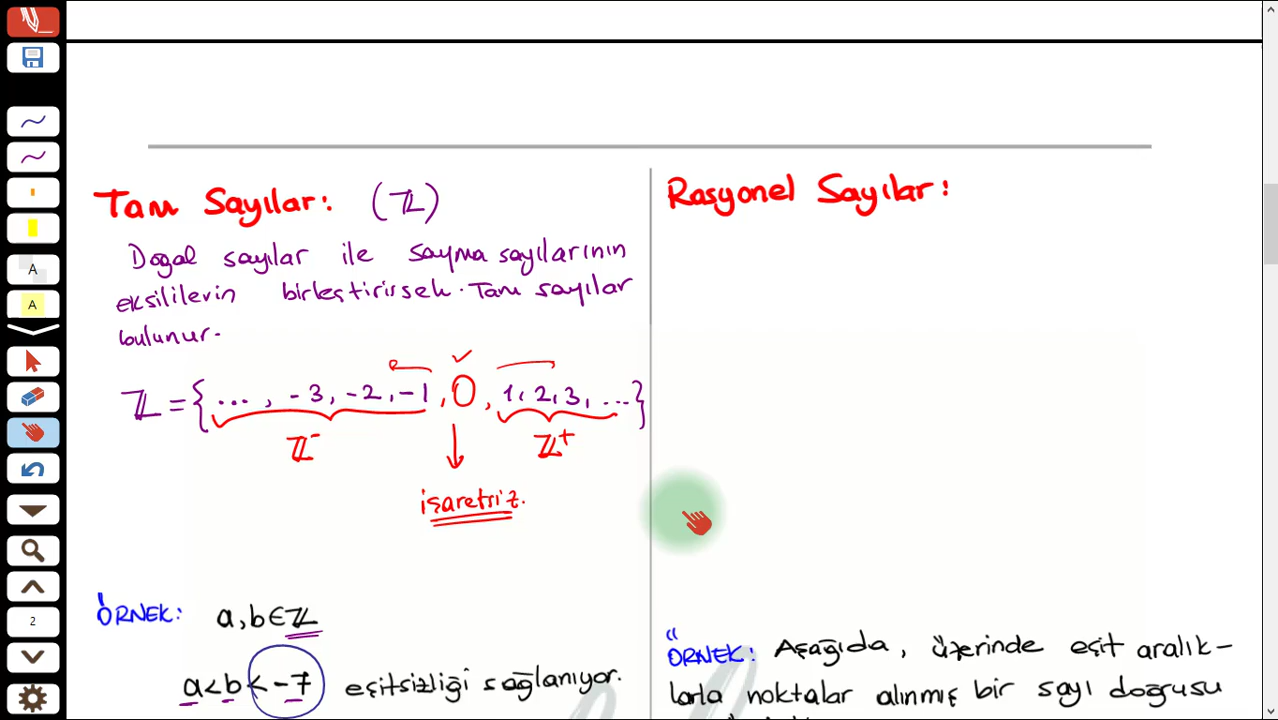 Tam Sayılar: (ℤ)
Doğal sayılar ile sayma sayılarının
eksililerin birleştirirsek. Tam sayılar
bulunur.
ℤ = {..., -3, -2, -1, 0, 1, 2, 3, ...}
ℤ⁻ ℤ⁺
işaretsiz.
ÖRNEK: a, b ∈ ℤ
a < b < -7 eşitsizliği sağlanıyor.
Rasyonel Sayılar:
ÖRNEK: Aşağıda, üzerinde eşit aralık-
larla noktalar alınmış bir sayı doğrusu
A
A
2